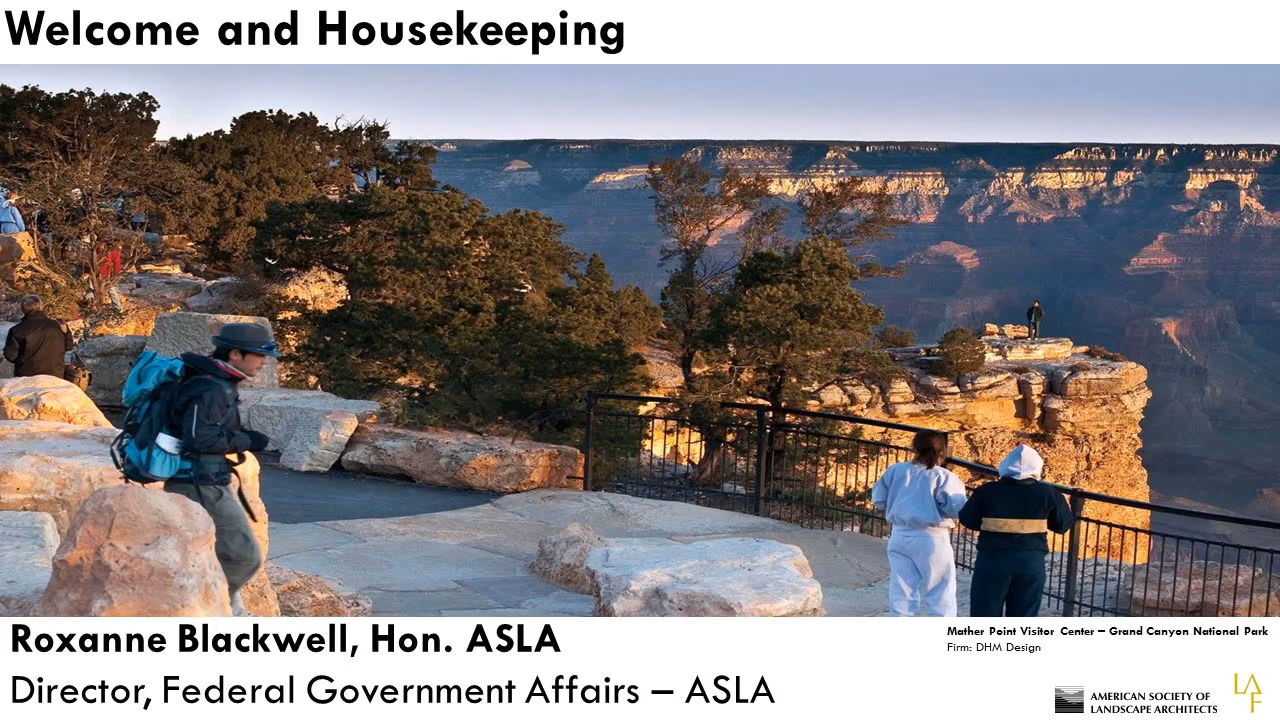 Welcome and Housekeeping
Roxanne Blackwell, Hon. ASLA
Director, Federal Government Affairs – ASLA
Mather Point Visitor Center – Grand Canyon National Park
Firm: DHM Design
AMERICAN SOCIETY OF
LANDSCAPE ARCHITECTS
LAF